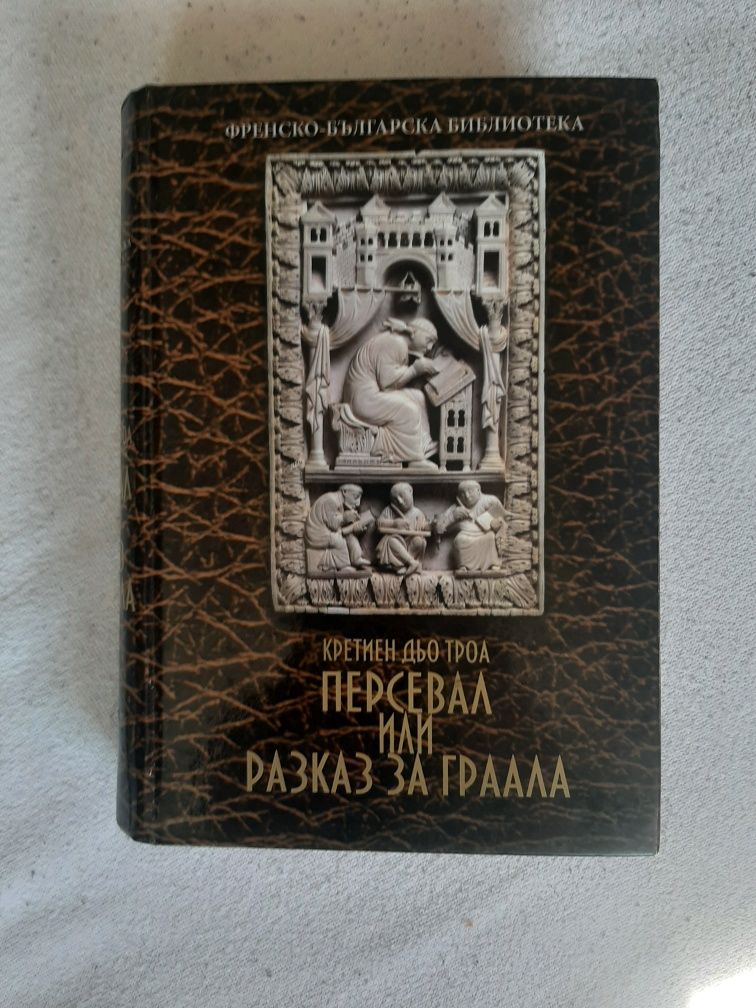 ФРЕНСКО-БЪЛГАРСКА БИБЛИОТЕКА
КРЕТИЕН ДЬО ТРОА
ПЕРСЕВАЛ
ИЛИ
РАЗКАЗ ЗА ГРААЛА